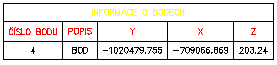 INFORMACE O BODECH
ČÍSLO BODU POPIS Y X Z
4 BOD -1020479.755 -709066.869 203.24